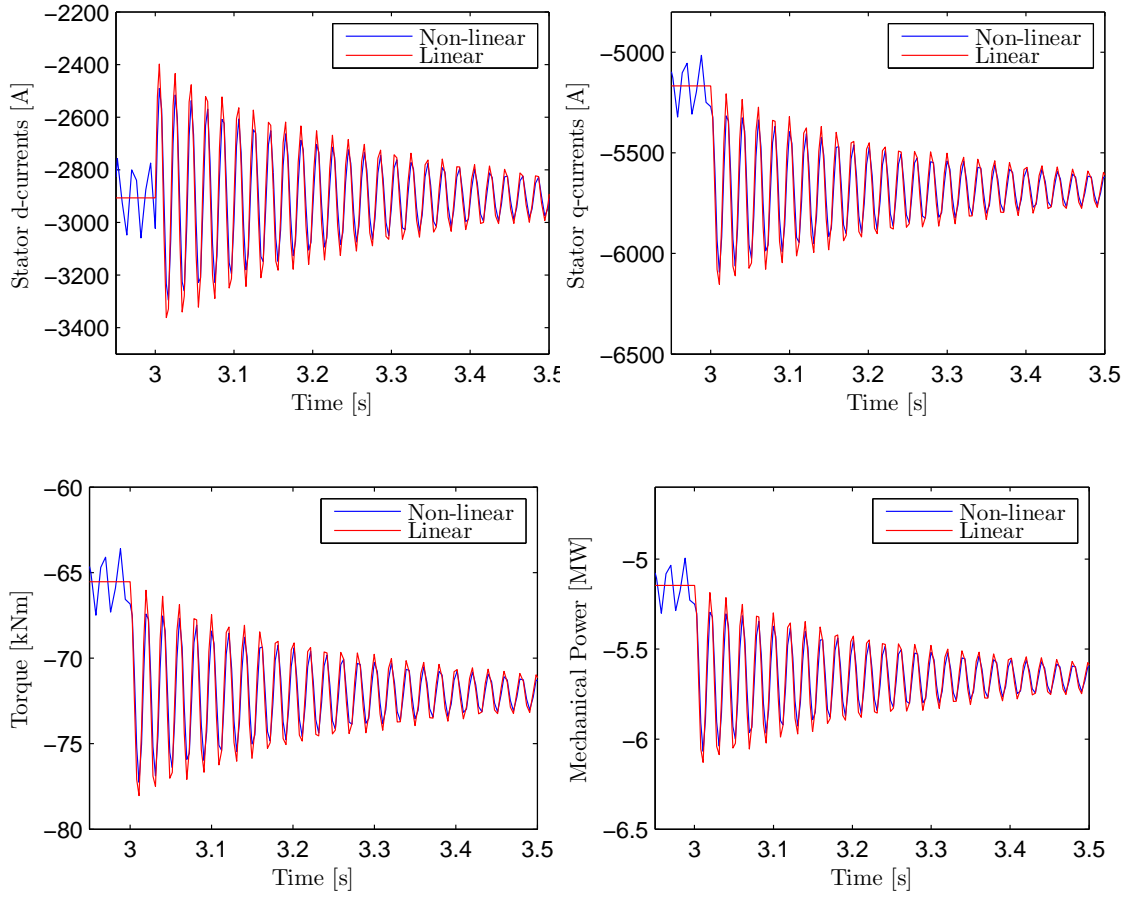 −2200
−2400
−2600
−2800
−3000
−3200
−3400
Stator d-currents [A]
Non-linear
Linear
3
3.1
3.2
3.3
3.4
3.5
Time [s]
−5000
−5500
−6000
−6500
Stator q-currents [A]
Non-linear
Linear
3
3.1
3.2
3.3
3.4
3.5
Time [s]
−60
−65
−70
−75
−80
Torque [kNm]
Non-linear
Linear
3
3.1
3.2
3.3
3.4
3.5
Time [s]
−5
−5.5
−6
−6.5
Mechanical Power [MW]
Non-linear
Linear
3
3.1
3.2
3.3
3.4
3.5
Time [s]